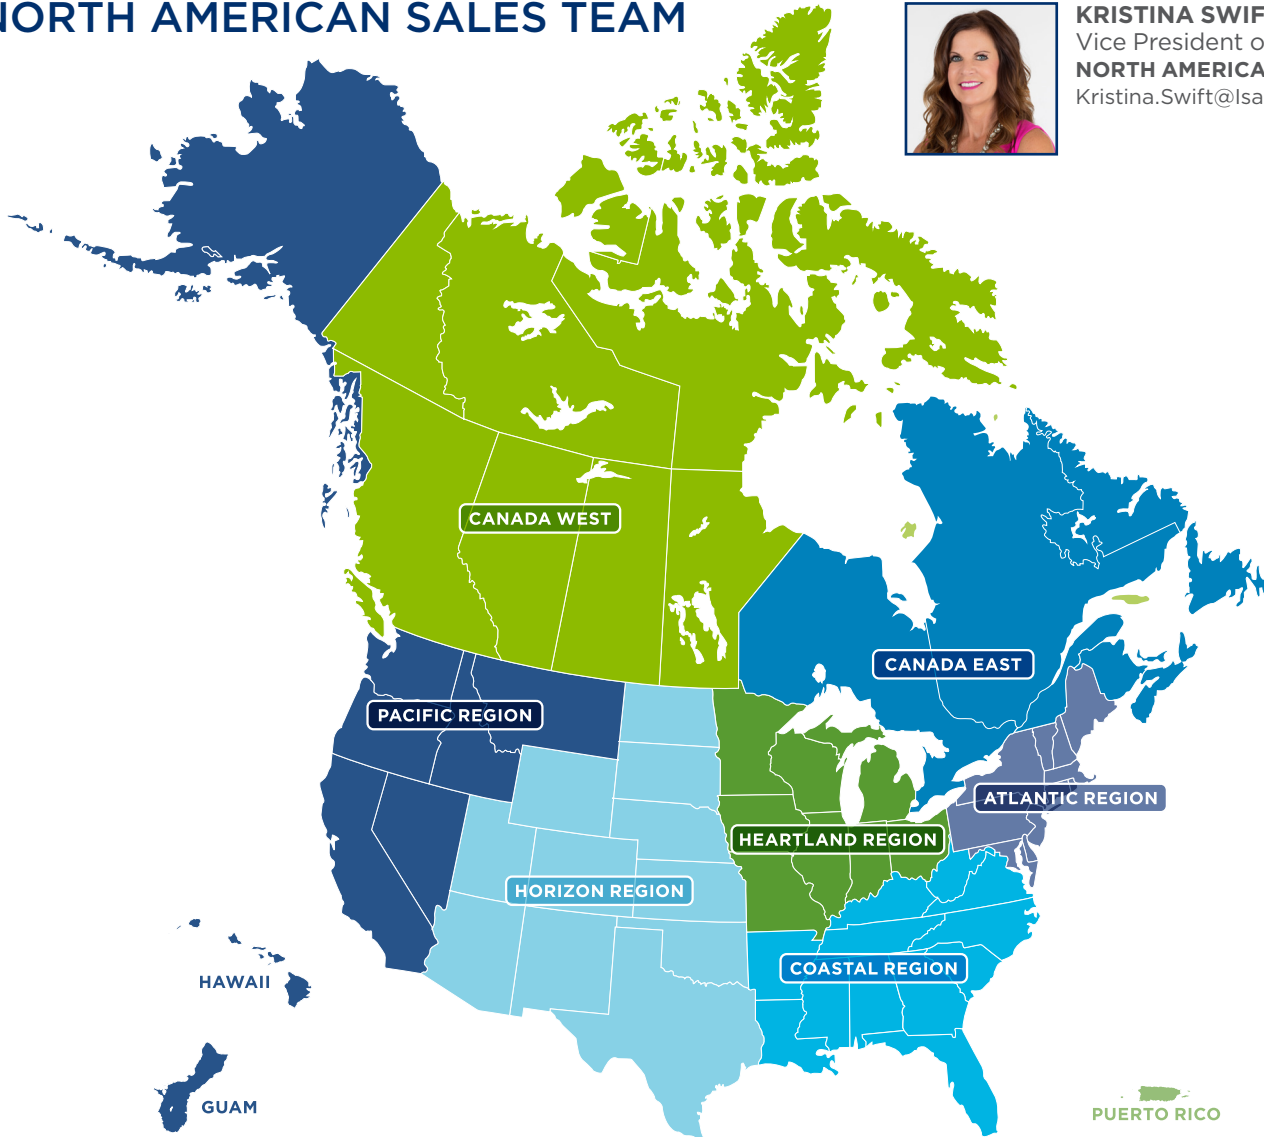 NORTH AMERICAN SALES TEAM
KRISTINA SWIF
Vice President o
NORTH AMERICA
Kristina.Swift@Isa
CANADA WEST
CANADA EAST
PACIFIC REGION
ATLANTIC REGION
HEARTLAND REGION
HORIZON REGION
COASTAL REGION
HAWAII
GUAM
PUERTO RICO